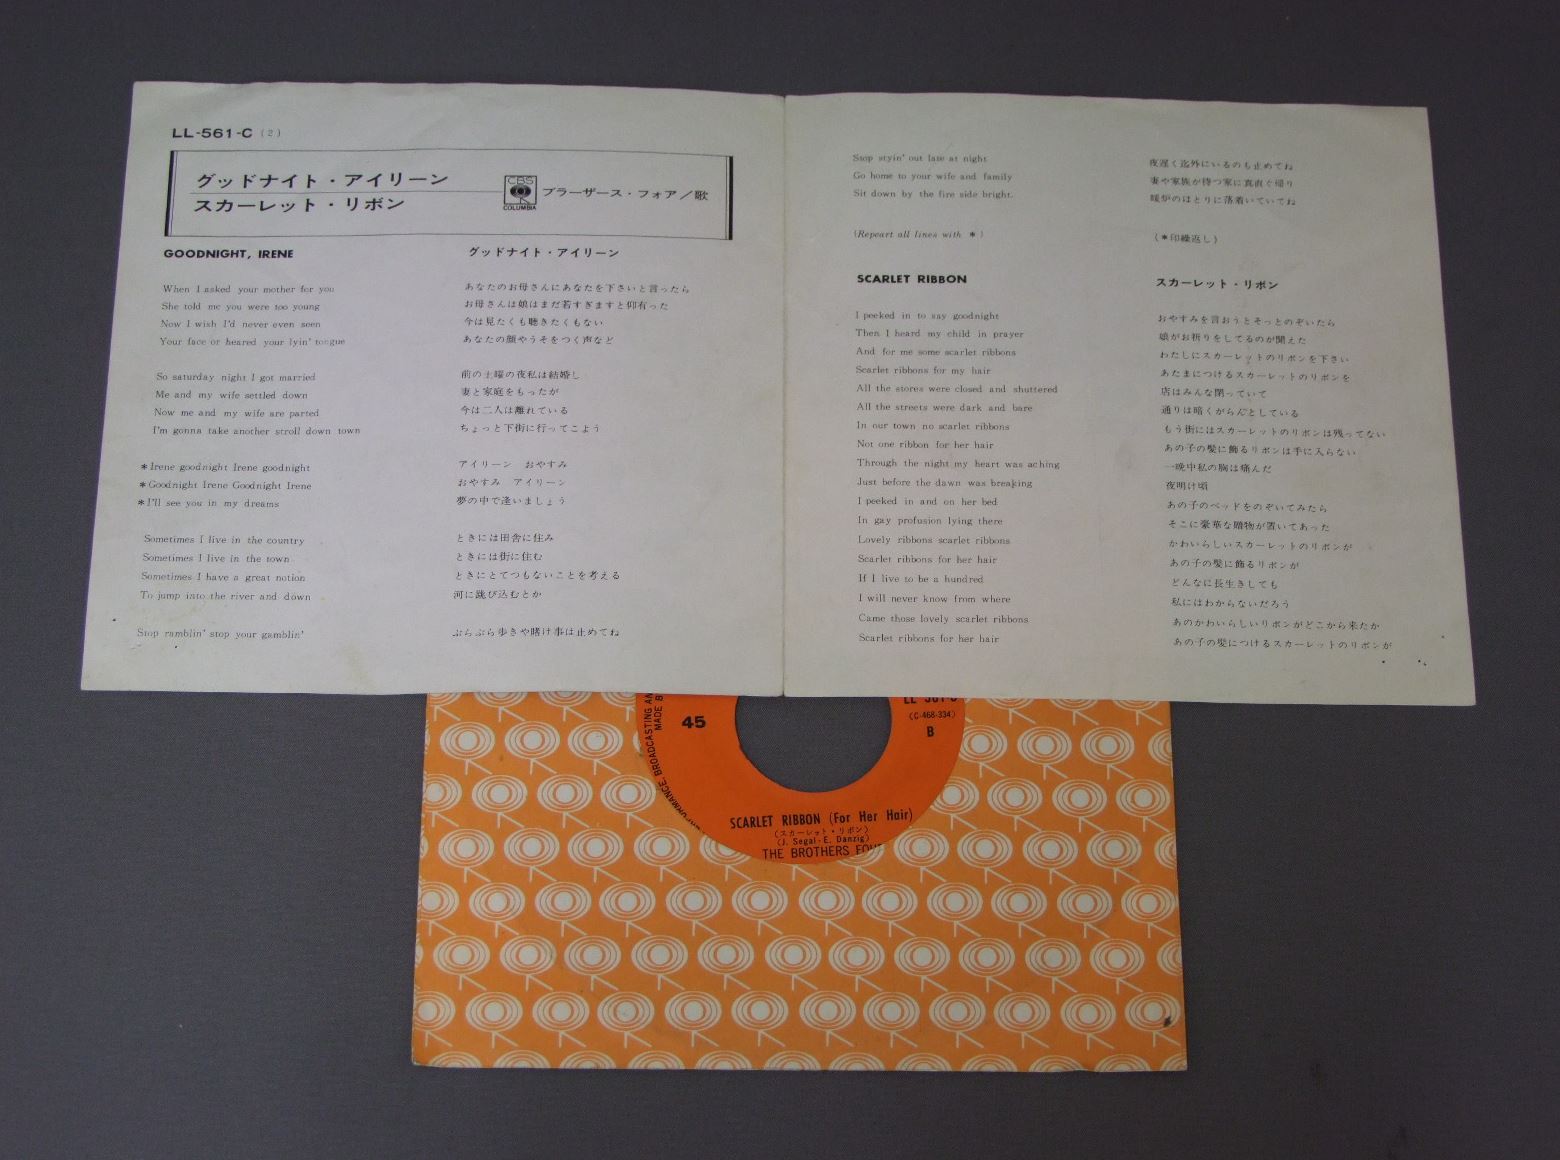 LL-561-C (2)
グッドナイト・アイリーン
スカーレット・リボン
CBS
COLUMBIA
ブラーザース・フォア/歌
GOODNIGHT, IRENE
When I asked your mother for you
She told me you were too young
Now I wish I'd never even seen
Your face or heared your lyin' tongue
So saturday night I got married
Me and my wife settled down
Now me and my wife are parted
I'm gonna take another stroll down town
*Irene goodnight Irene goodnight
*Goodnight Irene Goodnight Irene
*I'll see you in my dreams
Sometimes I live in the country
Sometimes I live in the town
Sometimes I have a great notion
To jump into the river and down
Stop ramblin' stop your gamblin'
グッドナイト・アイリーン
あなたのお母さんにあなたを下さいと言ったら
お母さんは娘はまだ若すぎますと仰有った
今は見たくも聴きたくもない
あなたの顔やうそをつく声など
前の土曜の夜私は結婚し
妻と家庭をもったが
今は二人は離れている
ちょっと下街に行ってこよう
アイリーン おやすみ
おやすみ アイリーン
夢の中で逢いましょう
ときには田舎に住み
ときには街に住む
ときにとてつもないことを考える
河に跳び込むとか
ぶらぶら歩きや賭け事は止めてね
Stop styin' out late at night
Go home to your wife and family
Sit down by the fire side bright.
(Repeart all lines with *)
SCARLET RIBBON
I peeked in to say goodnight
Then I heard my child in prayer
And for me some scarlet ribbons
Scarlet ribbons for my hair
All the stores were closed and shuttered
All the streets were dark and bare
In our town no scarlet ribbons
Not one ribbon for her hair
Through the night my heart was aching
Just before the dawn was breaking
I peeked in and on her bed
In gay profusion lying there
Lovely ribbons scarlet ribbons
Scarlet ribbons for her hair
If I live to be a hundred
I will never know from where
Came those lovely scarlet ribbons
Scarlet ribbons for her hair
夜遅く迄外にいるのも止めてね
妻や家族が待つ家に真直ぐ帰り
暖炉のほとりに落着いていてね
(*印繰返し)
スカーレット・リボン
おやすみを言おうとそっとのぞいたら
娘がお祈りをしてるのが聞えた
わたしにスカーレットのリボンを下さい
あたまにつけるスカーレットのリボンを
店はみんな閉っていて
通りは暗くがらんとしている
もう街にはスカーレットのリボンは残ってない
あの子の髪に飾るリボンは手に入らない
一晩中私の胸は痛んだ
夜明け頃
あの子のベッドをのぞいてみたら
そこに豪華な贈物が置いてあった
かわいらしいスカーレットのリボンが
あの子の髪に飾るリボンが
どんなに長生きしても
私にはわからないだろう
あのかわいらしいリボンがどこから来たか
あの子の髪につけるスカーレットのリボンが
45
(C-468-334)
B
BROADCASTING
MADE
SCARLET RIBBON (For Her Hair)
(スカーレット・リボン)
(J. Segal-E. Danzig)
THE BROTHERS